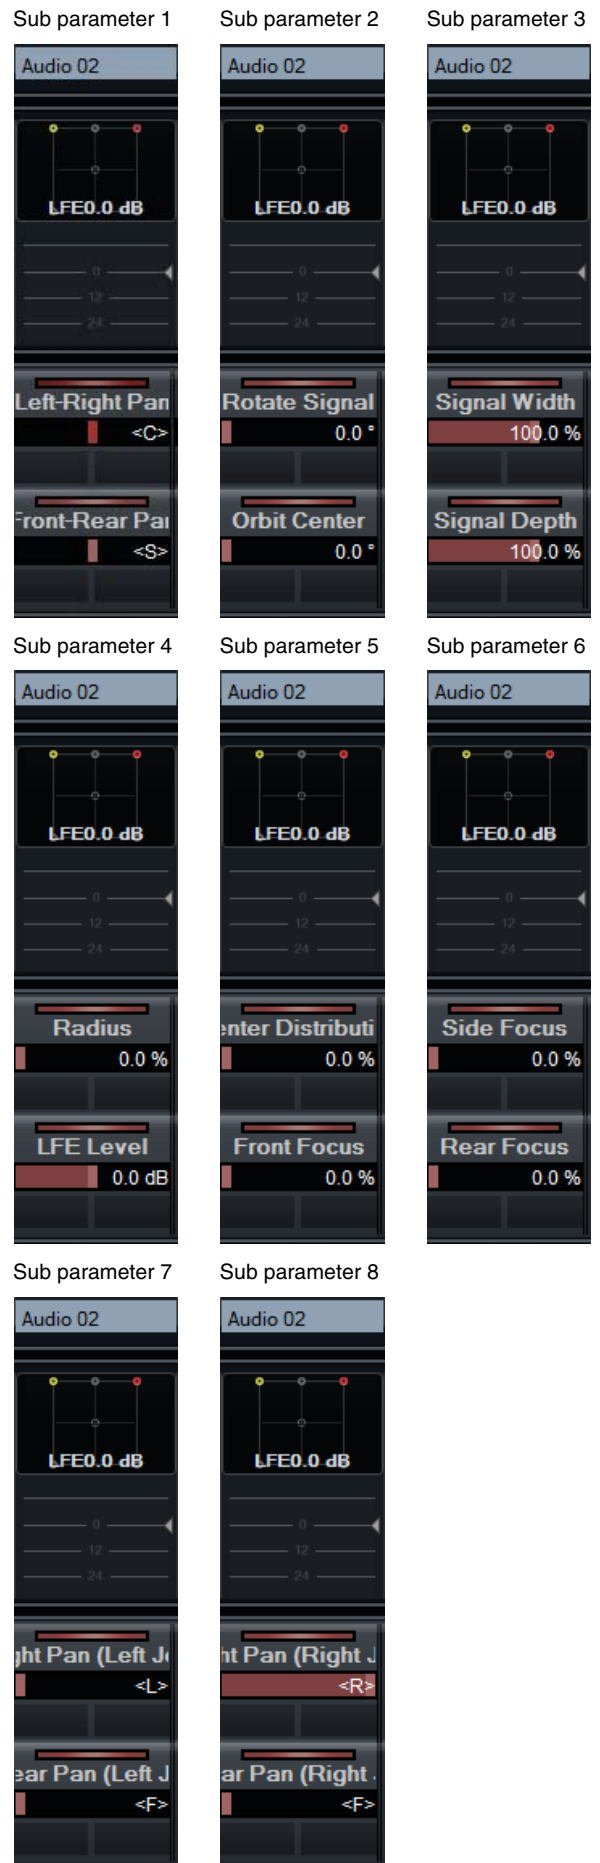 Sub parameter 1 Sub parameter 2 Sub parameter 3
Audio 02 Audio 02 Audio 02
LFE0.0 dB LFE0.0 dB LFE0.0 dB
0 0 0
12 12 12
24 24 24
Left-Right Pan Rotate Signal Signal Width
<C> 0.0 ° 100.0 %
Front-Rear Pan Orbit Center Signal Depth
<S> 0.0 ° 100.0 %
Sub parameter 4 Sub parameter 5 Sub parameter 6
Audio 02 Audio 02 Audio 02
LFE0.0 dB LFE0.0 dB LFE0.0 dB
0 0 0
12 12 12
24 24 24
Radius enter Distributi Side Focus
0.0 % 0.0 % 0.0 %
LFE Level Front Focus Rear Focus
0.0 dB 0.0 % 0.0 %
Sub parameter 7 Sub parameter 8
Audio 02 Audio 02
LFE0.0 dB LFE0.0 dB
0 0
12 12
24 24
ght Pan (Left Jo ht Pan (Right J
<L> <R>
ear Pan (Left J ar Pan (Right
<F> <F>